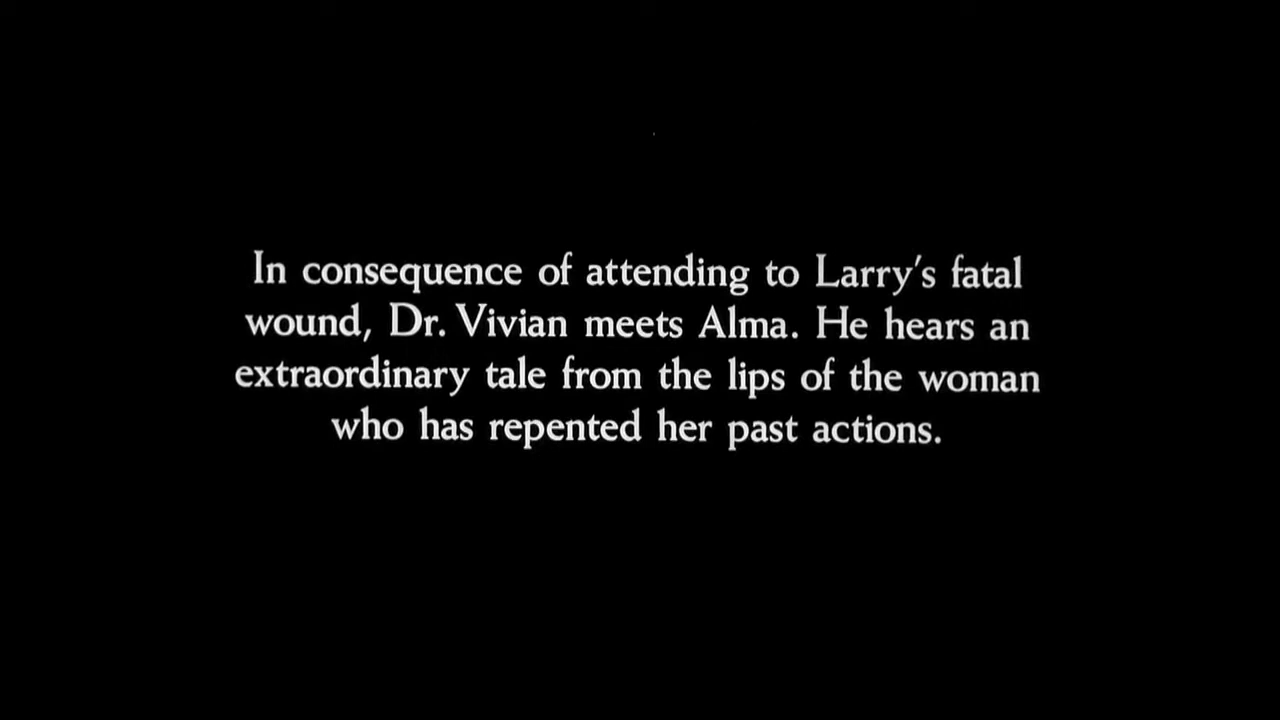 In consequence of attending to Larry's fatal
wound, Dr. Vivian meets Alma. He hears an
extraordinary tale from the lips of the woman
who has repented her past actions.